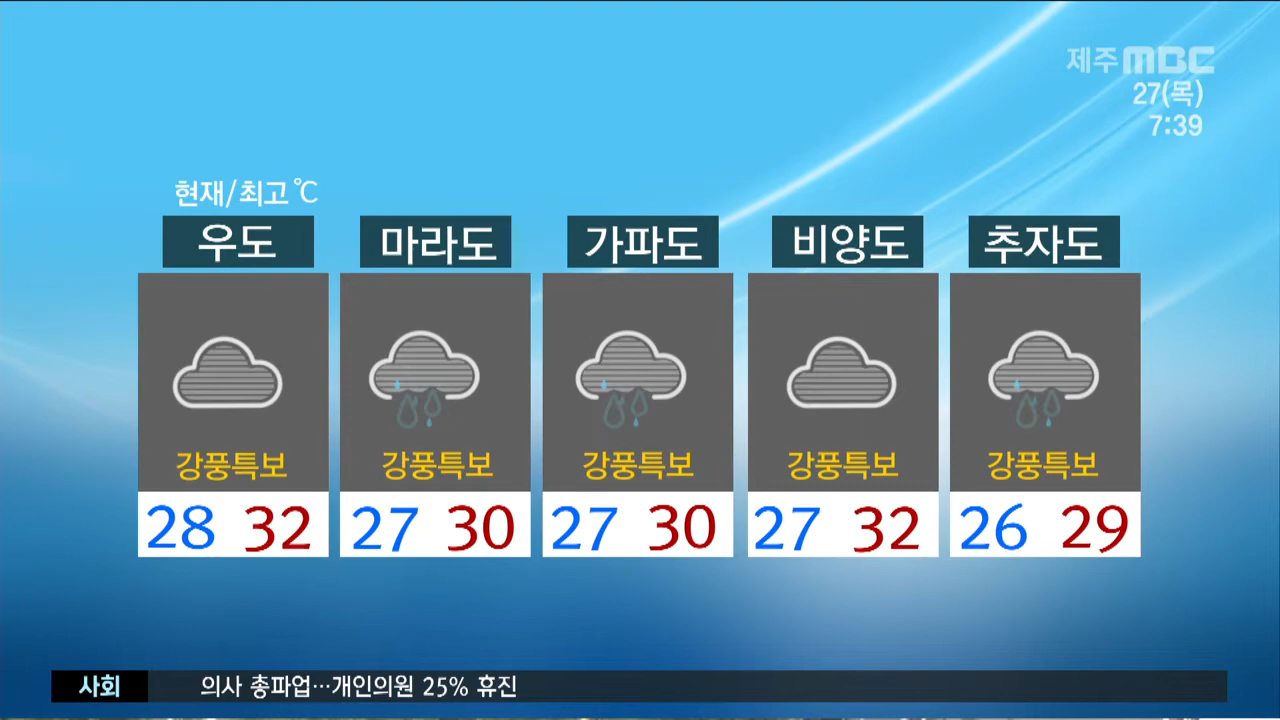 제주MBC
27(목)
7:39
현재/최고℃
우도 마라도 가파도 비양도 추자도
강풍특보 강풍특보 강풍특보 강풍특보 강풍특보
28 32 27 30 27 30 27 32 26 29
사회 의사 총파업…개인의원 25% 휴진